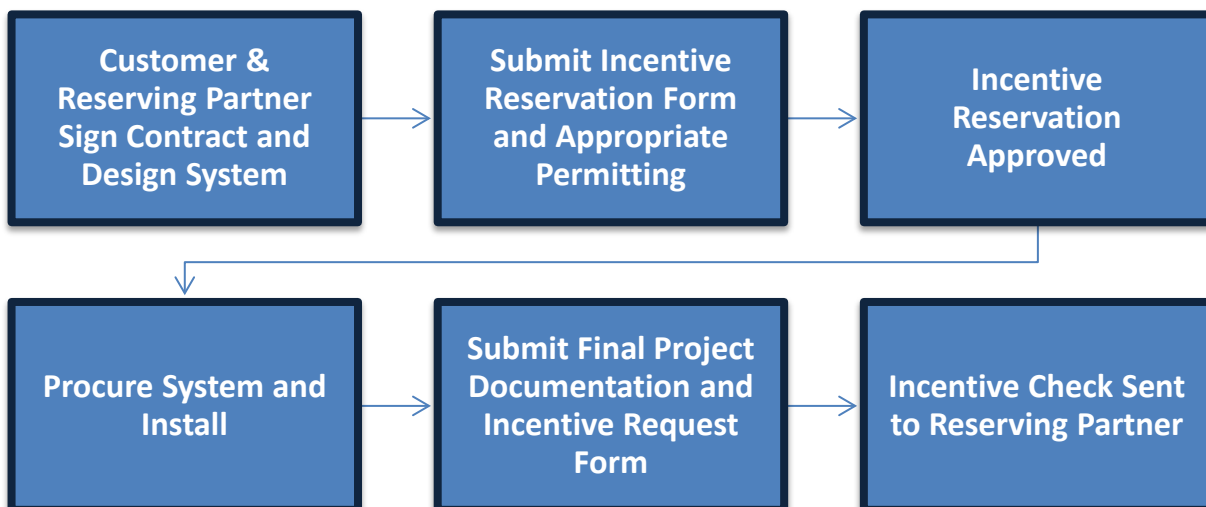 Customer &
Reserving Partner
Sign Contract and
Design System
Submit Incentive
Reservation Form
and Appropriate
Permitting
Incentive
Reservation
Approved
Procure System and
Install
Submit Final Project
Documentation and
Incentive Request
Form
Incentive Check Sent
to Reserving Partner